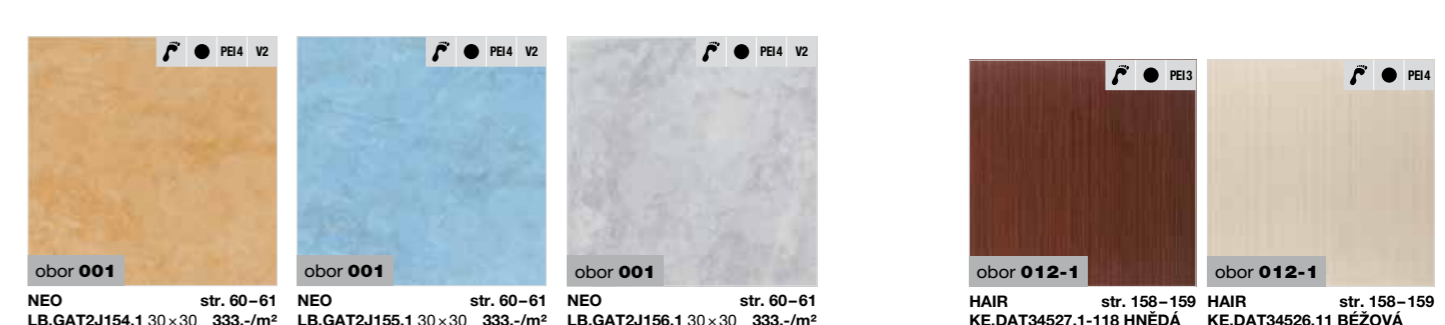 PEI4 V2
obor 001
NEO str. 60–61
LB.GAT2J154.1 30×30 333,-/m²
PEI4 V2
obor 001
NEO str. 60–61
LB.GAT2J155.1 30×30 333,-/m²
PEI4 V2
obor 001
NEO str. 60–61
LB.GAT2J156.1 30×30 333,-/m²
PEI3
obor 012-1
HAIR str. 158–159
KE.DAT34527.1-118 HNĚDÁ
PEI4
obor 012-1
HAIR str. 158–159
KE.DAT34526.11 BÉŽOVÁ